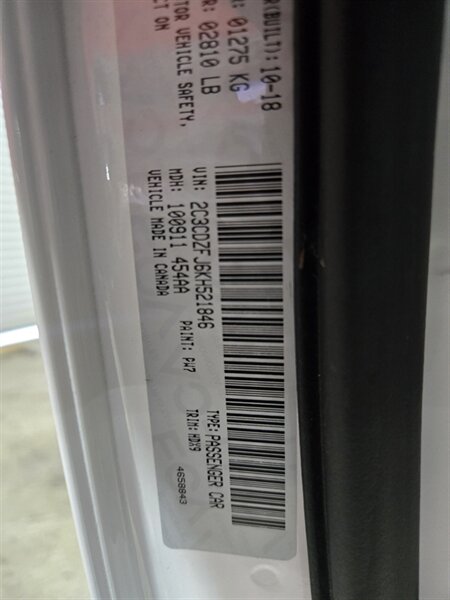 (BUILT): 10-18
01275 KG
R: 02810 LB
TOR VEHICLE SAFETY,
ECT ON
VIN: 2C3CDZFJ6KH521846 TYPE: PASSENGER CAR
MDH: 100911 454AA PAINT: PW7 TRIM: MDX9
VEHICLE MADE IN CANADA 4658843